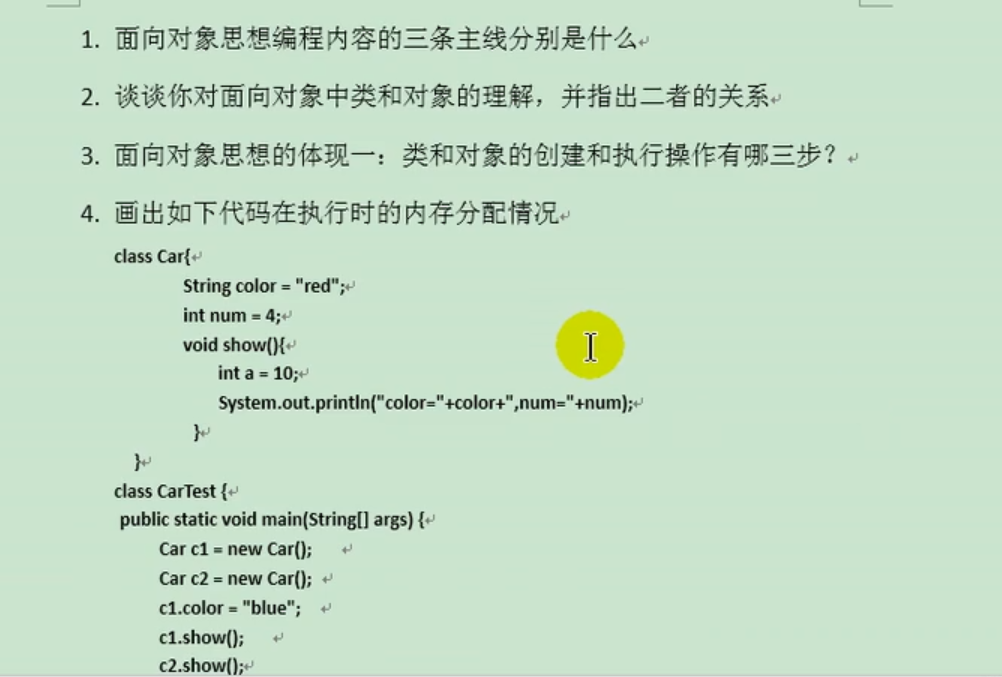 1. 面向对象思想编程内容的三条主线分别是什么
2. 谈谈你对面向对象中类和对象的理解，并指出二者的关系
3. 面向对象思想的体现一：类和对象的创建和执行操作有哪三步？
4. 画出如下代码在执行时的内存分配情况
class Car{
String color = "red";
int num = 4;
void show(){
int a = 10;
System.out.println("color="+color+",num="+num);
}
}
class CarTest {
public static void main(String[] args) {
Car c1 = new Car();
Car c2 = new Car();
c1.color = "blue";
c1.show();
c2.show();